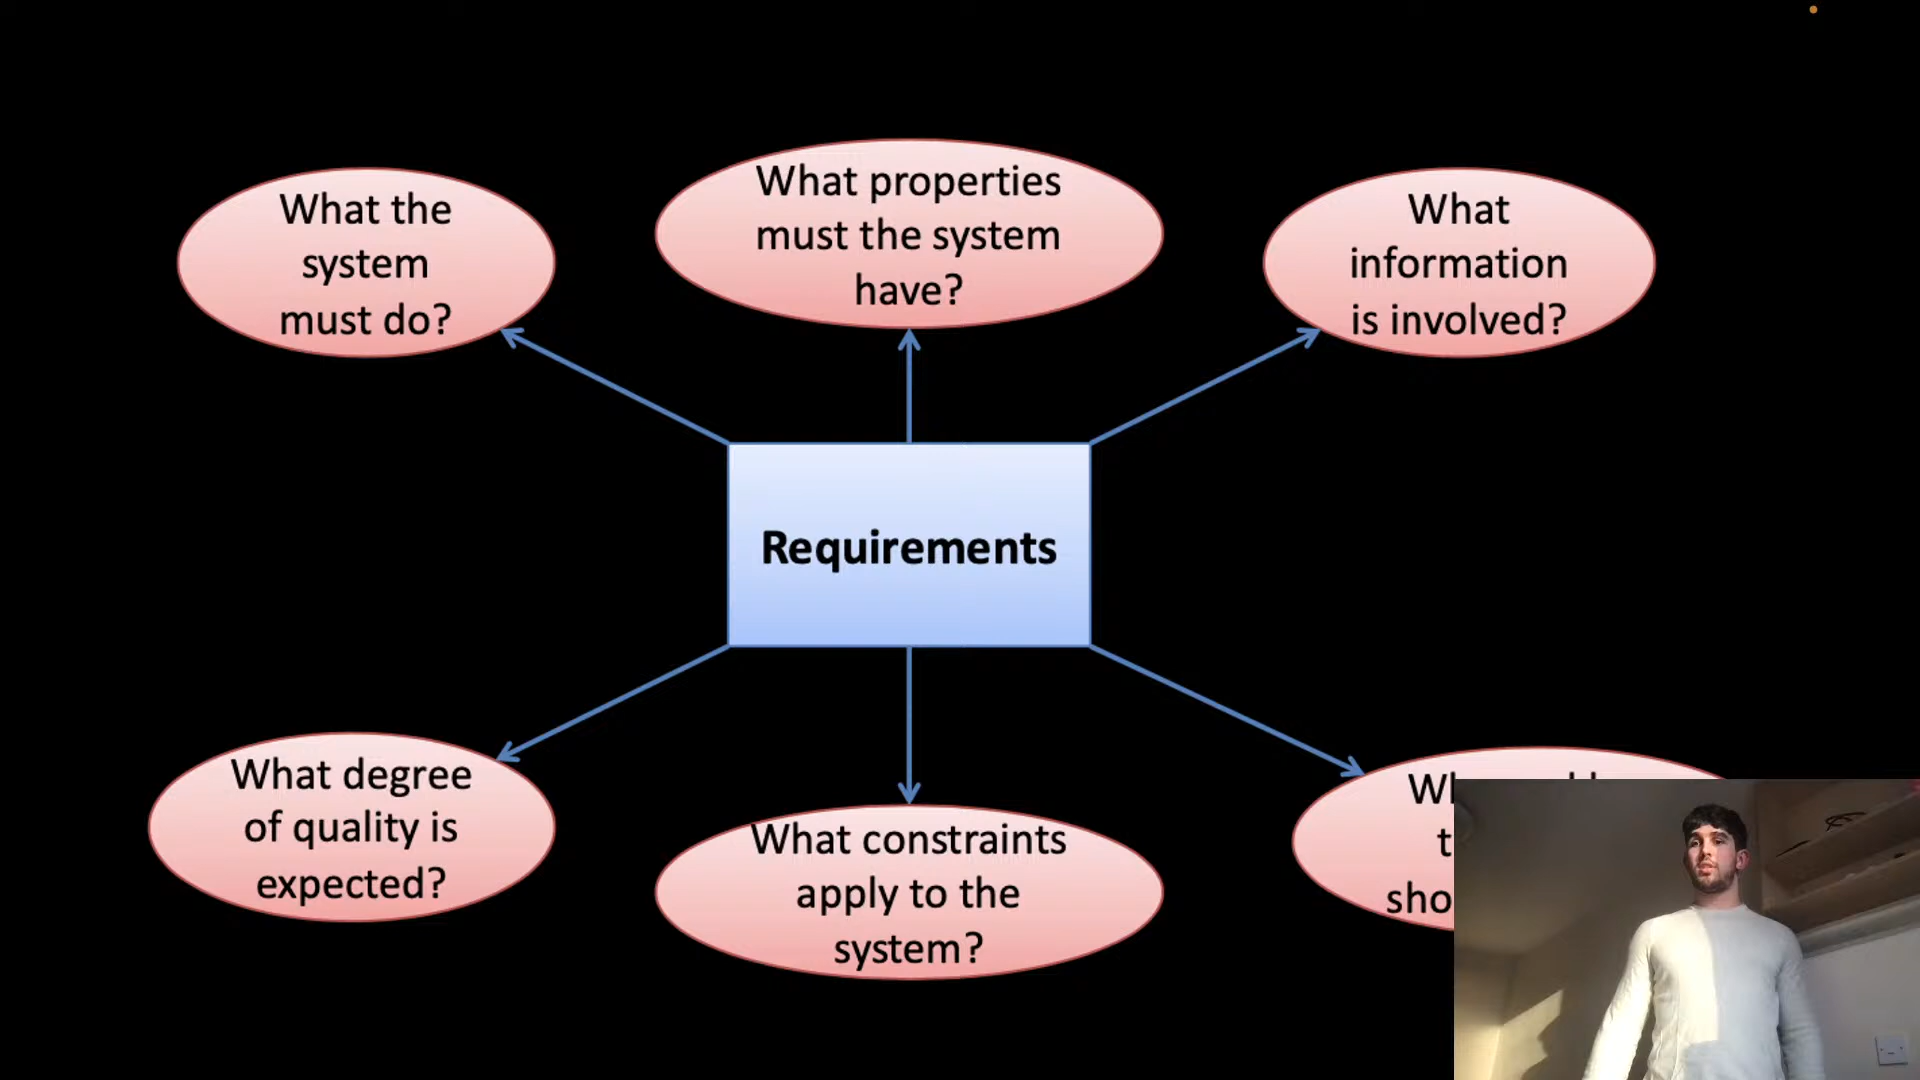 What the
system
must do?
What properties
must the system
have?
What
information
is involved?
Requirements
What degree
of quality is
expected?
What constraints
apply to the
system?